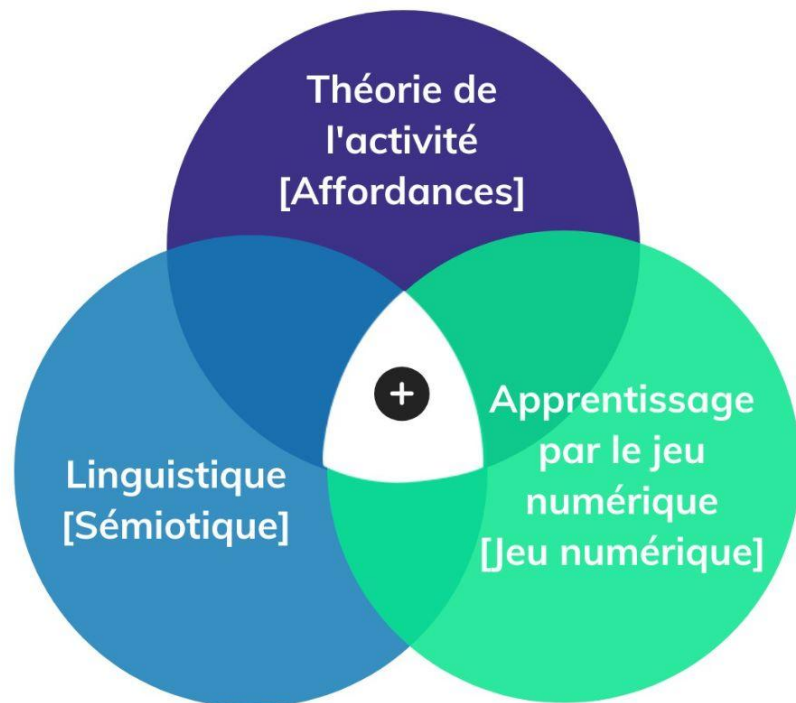 Théorie de
l'activité
[Affordances]
Linguistique
[Sémiotique]
Apprentissage
par le jeu
numérique
[Jeu numérique]
+